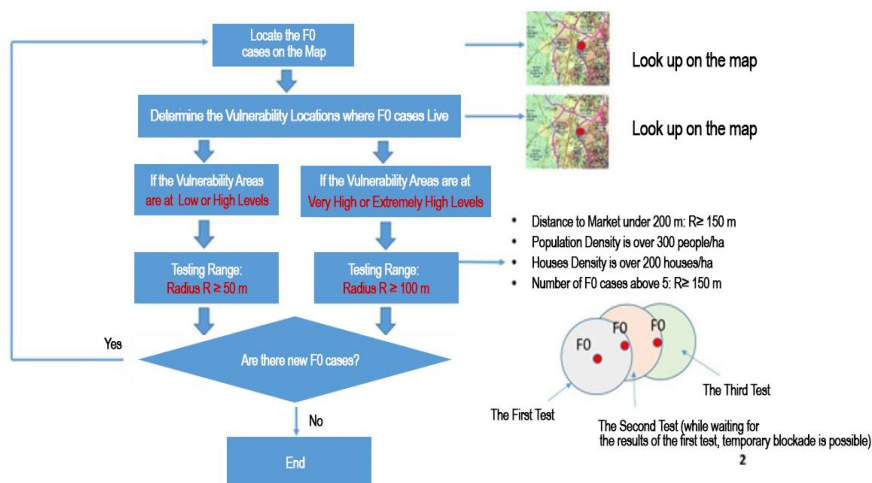 Locate the F0
cases on the Map
Look up on the map
Determine the Vulnerability Locations where F0 cases Live
Look up on the map
If the Vulnerability Areas
are at Low or High Levels
If the Vulnerability Areas are at
Very High or Extremely High Levels
Testing Range:
Radius R ≥ 50 m
Testing Range:
Radius R ≥ 100 m
• Distance to Market under 200 m: R≥ 150 m
• Population Density is over 300 people/ha
• Houses Density is over 200 houses/ha
• Number of F0 cases above 5: R≥ 150 m
Yes
Are there new F0 cases?
No
End
F0
F0
F0
The First Test
The Third Test
The Second Test (while waiting for
the results of the first test, temporary blockade is possible)
2